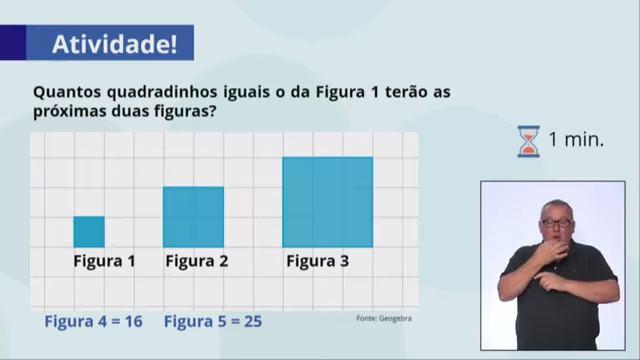 Atividade!
Quantos quadradinhos iguais o da Figura 1 terão as
próximas duas figuras?
1 min.
Figura 1 Figura 2 Figura 3
Figura 4 = 16 Figura 5 = 25
Fonte: Geogebra